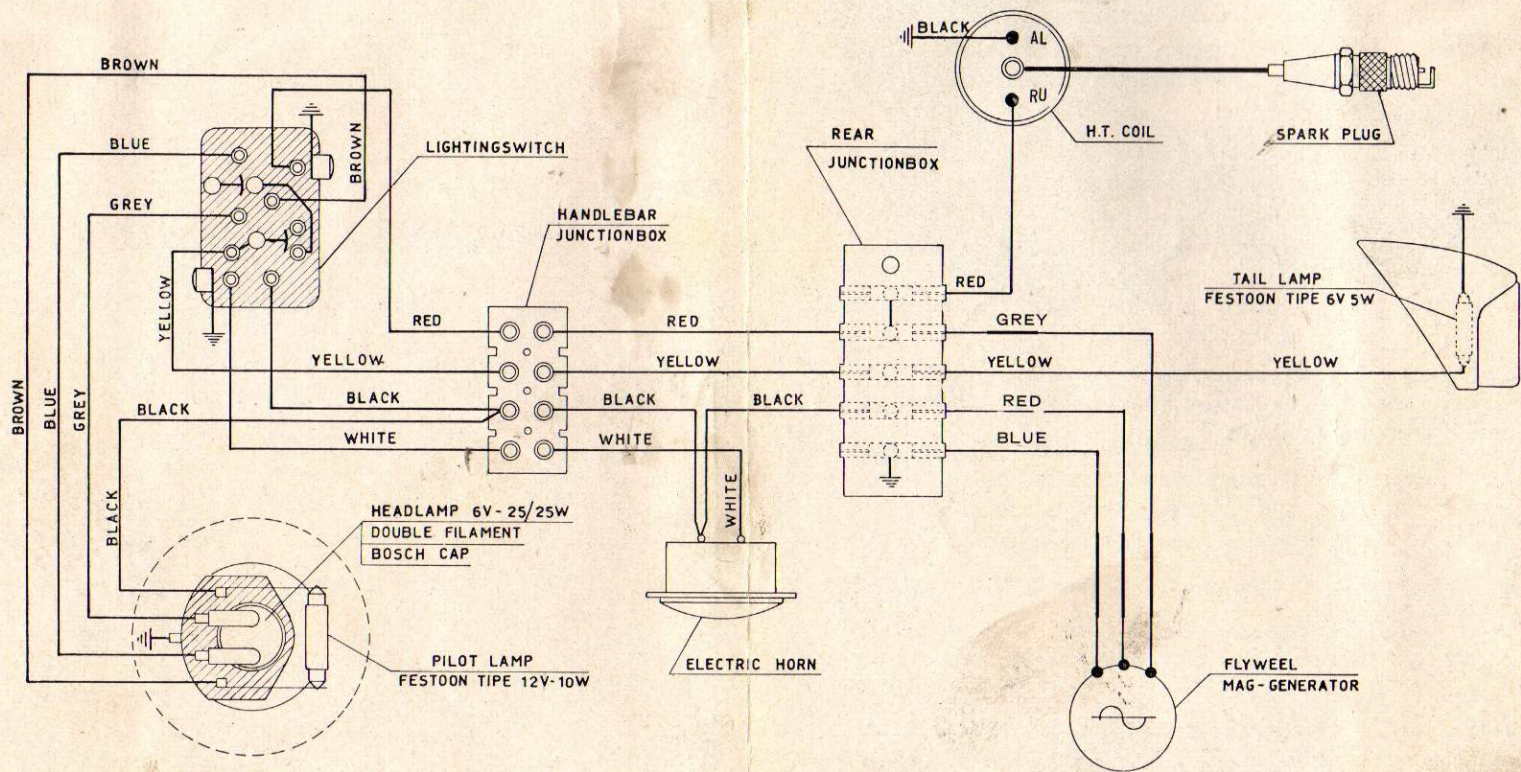 BLACK
AL
RU
H.T. COIL
SPARK PLUG
BROWN
BLUE
BROWN
LIGHTINGSWITCH
REAR
JUNCTIONBOX
GREY
HANDLEBAR
JUNCTIONBOX
YELLOW
RED
TAIL LAMP
FESTOON TIPE 6V 5W
RED
RED
GREY
YELLOW
YELLOW
YELLOW
YELLOW
BROWN
BLUE
GREY
BLACK
BLACK
BLACK
BLACK
RED
WHITE
WHITE
BLUE
BLACK
WHITE
HEADLAMP 6V-25/25W
DOUBLE FILAMENT
BOSCH CAP
PILOT LAMP
FESTOON TIPE 12V-10W
ELECTRIC HORN
FLYWEEL
MAG-GENERATOR